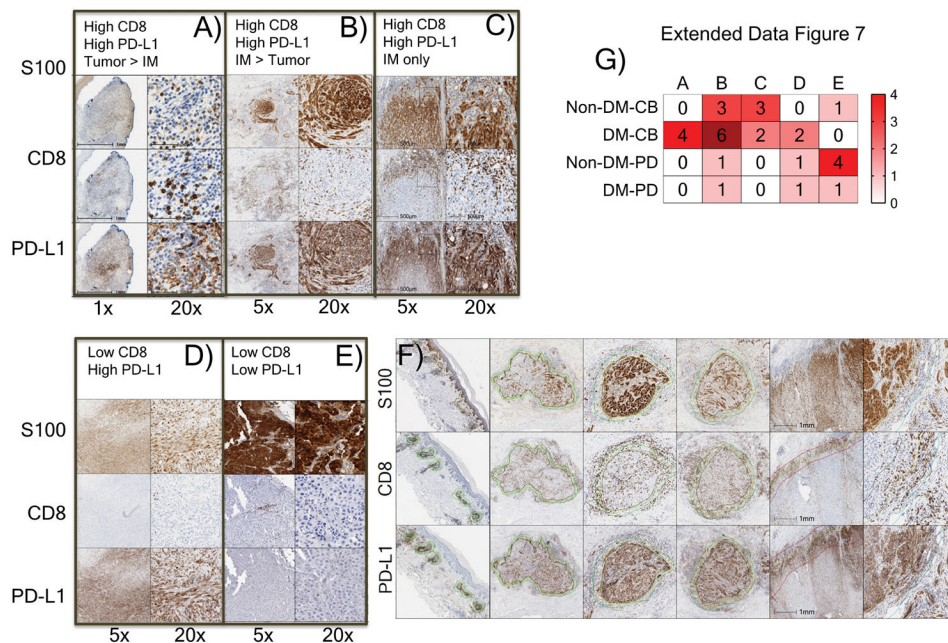 Extended Data Figure 7
A)
High CD8
High PD-L1
Tumor > IM
B)
High CD8
High PD-L1
IM > Tumor
C)
High CD8
High PD-L1
IM only
S100
CD8
PD-L1
500µm
500µm
500µm
1x 20x 5x 20x 5x 20x
G)
A B C D E
Non-DM-CB 0 3 3 0 1
DM-CB 4 6 2 2 0
Non-DM-PD 0 1 0 1 4
DM-PD 0 1 0 1 1
4
3
2
1
0
D)
Low CD8
High PD-L1
E)
Low CD8
Low PD-L1
S100
CD8
PD-L1
5x 20x 5x 20x
F)
S100
CD8
PD-L1
1mm
1mm
1mm